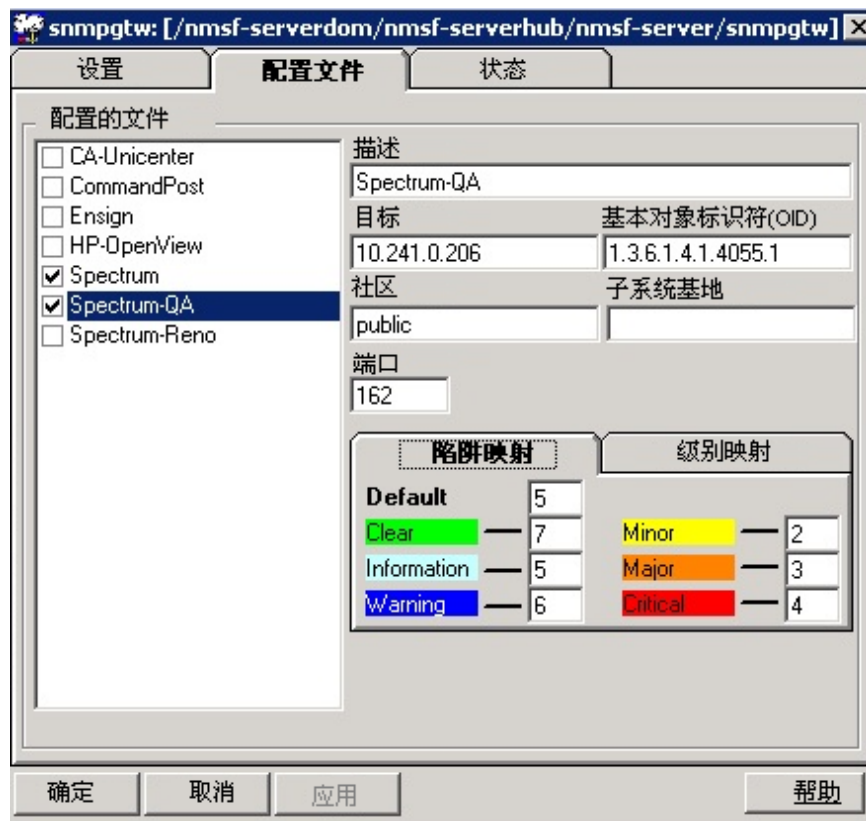 snmpgtw: [/nmsf-serverdom/nmsf-serverhub/nmsf-server/snmpgtw]
设置 配置文件 状态
配置的文件
CA-Unicenter
CommandPost
Ensign
HP-OpenView
Spectrum
Spectrum-QA
Spectrum-Reno
描述
Spectrum-QA
目标 基本对象标识符(OID)
10.241.0.206 1.3.6.1.4.1.4055.1
社区 子系统基地
public
端口
162
陷阱映射 级别映射
Default 5
Clear 7 Minor 2
Information 5 Major 3
Warning 6 Critical 4
确定 取消 应用 帮助